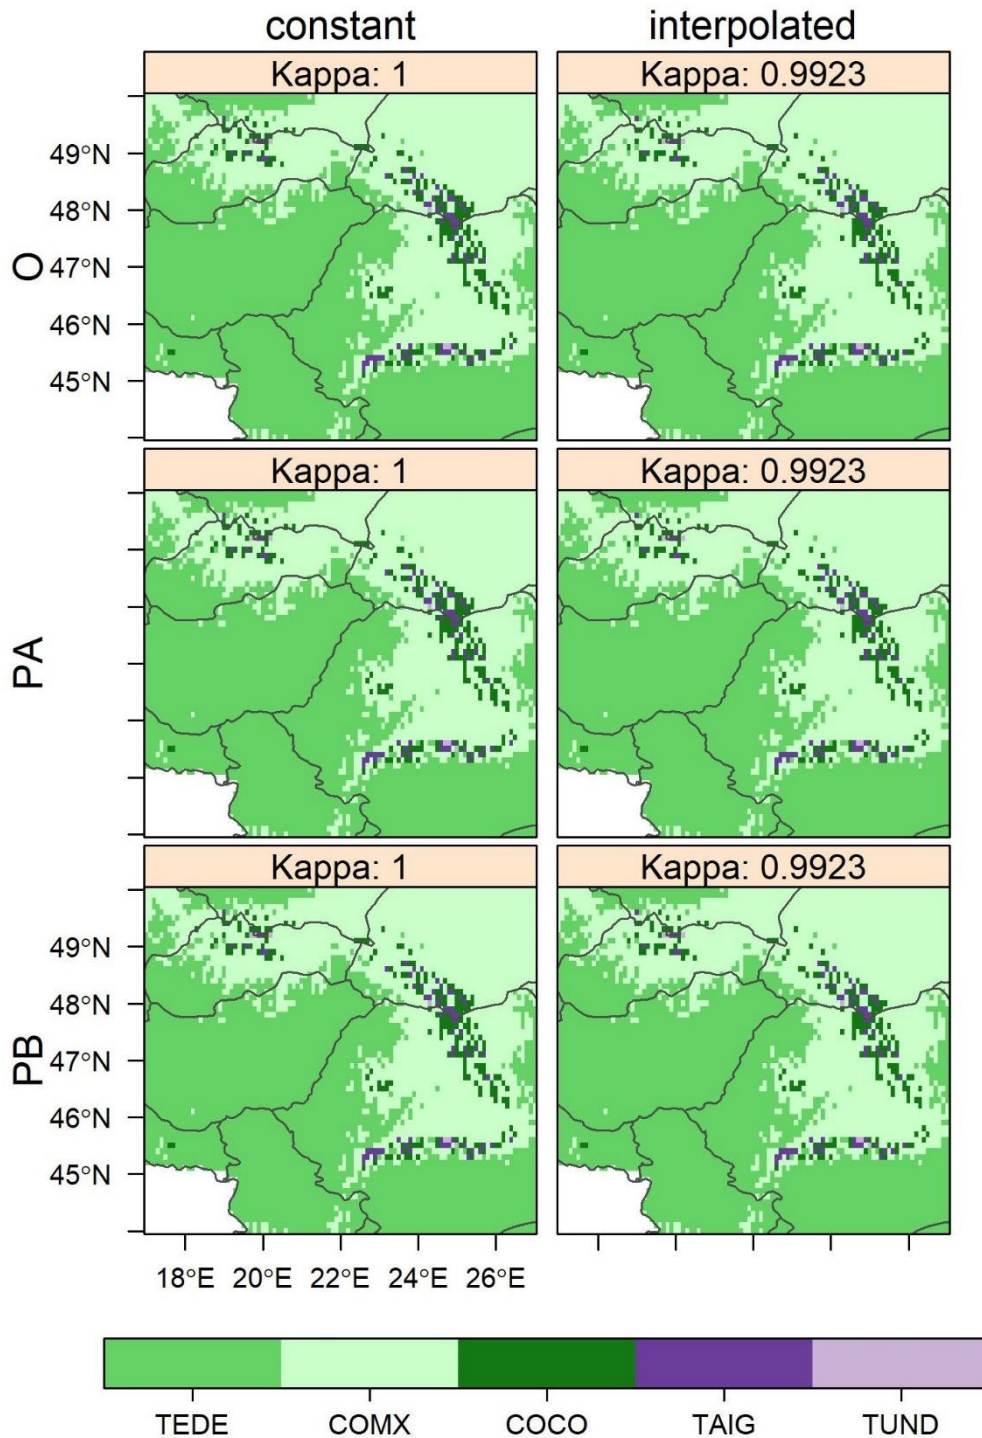 constant interpolated
Kappa: 1 Kappa: 0.9923
49°N
48°N
O
47°N
46°N
45°N
Kappa: 1 Kappa: 0.9923
PA
Kappa: 1 Kappa: 0.9923
49°N
48°N
PB
47°N
46°N
45°N
18°E 20°E 22°E 24°E 26°E
TEDE COMX COCO TAIG TUND